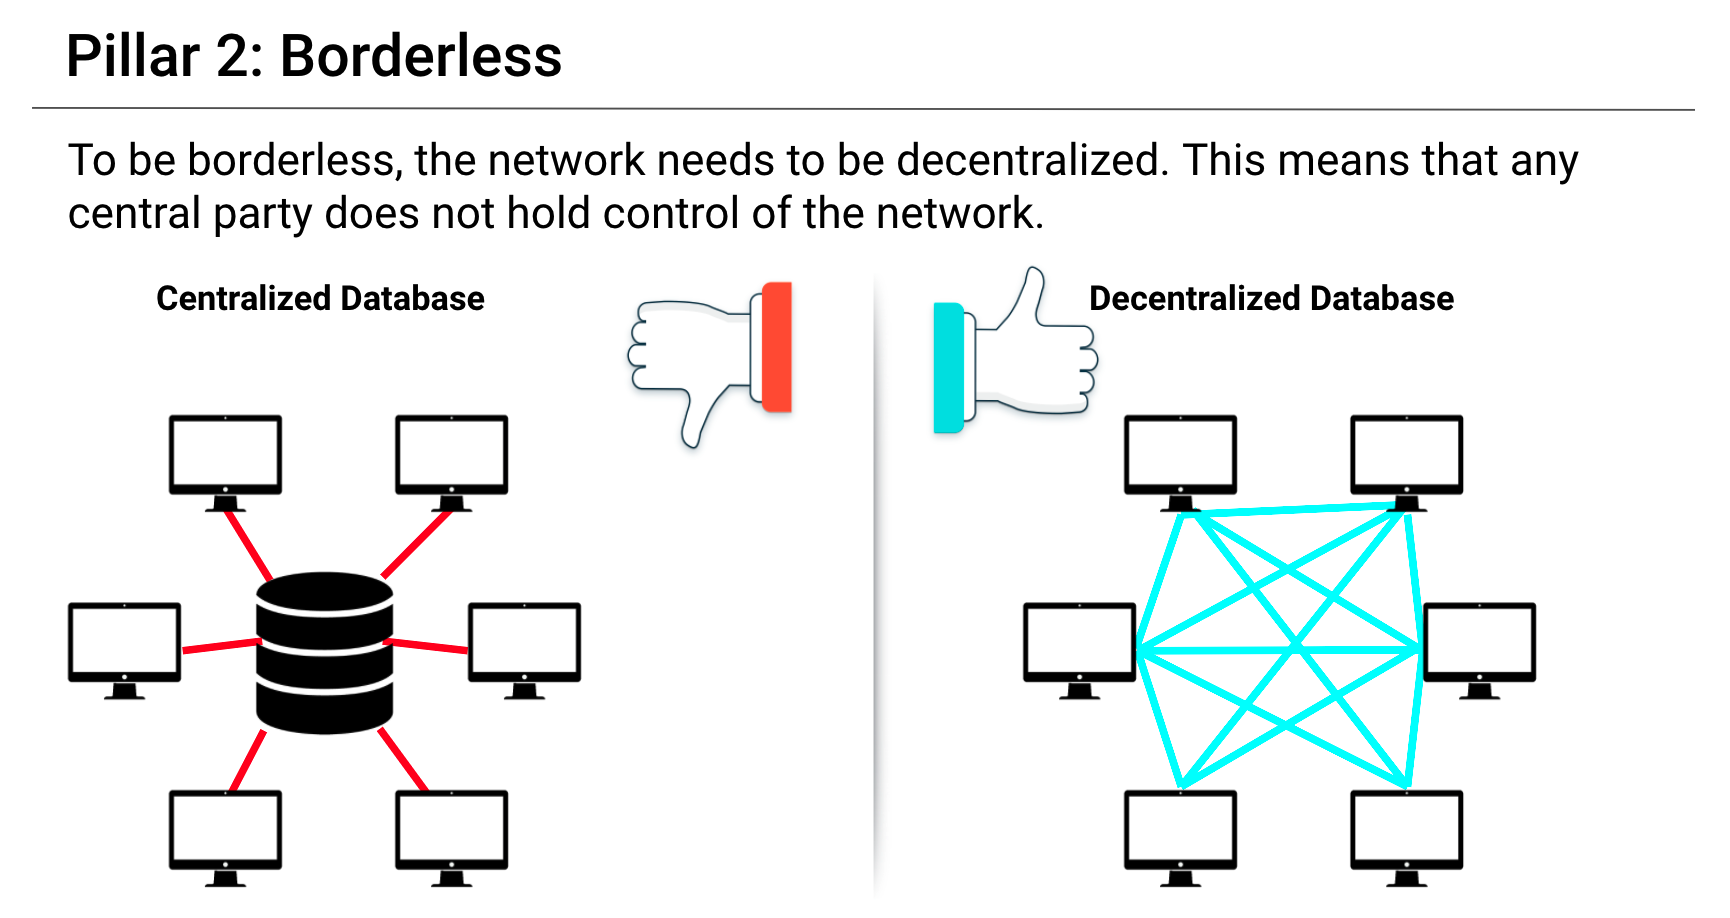 Pillar 2: Borderless
To be borderless, the network needs to be decentralized. This means that any
central party does not hold control of the network.
Centralized Database
Decentralized Database